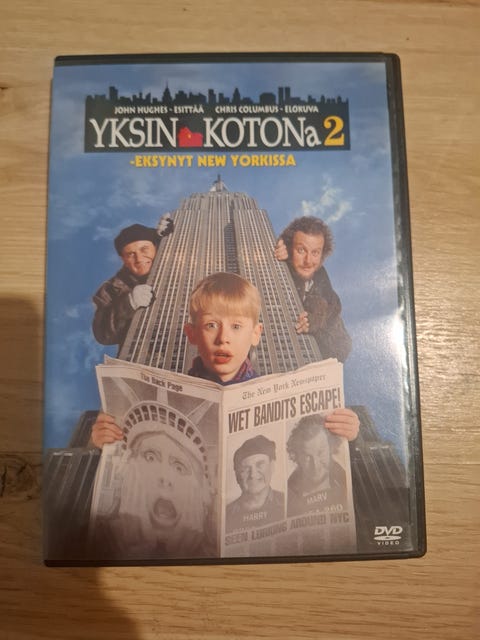 JOHN HUGHES - ESITTÄÄ CHRIS COLUMBUS - ELOKUVA
YKSIN KOTONa 2
-EKSYNYT NEW YORKISSA
The Back Page
The New York Newspaper
WET BANDITS ESCAPE!
HARRY
MARV
SEEN LURKING AROUND NYC
DVD
VIDEO